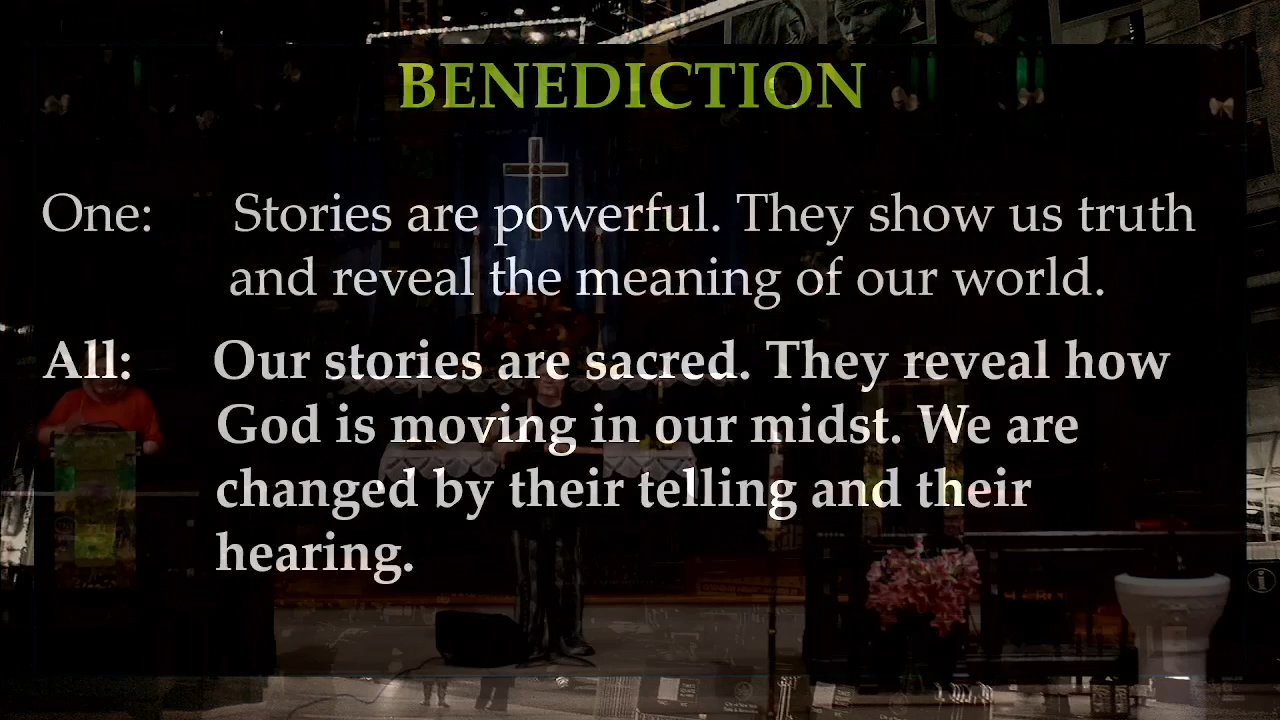 BENEDICTION
One: Stories are powerful. They show us truth
and reveal the meaning of our world.
All: Our stories are sacred. They reveal how
God is moving in our midst. We are
changed by their telling and their
hearing.